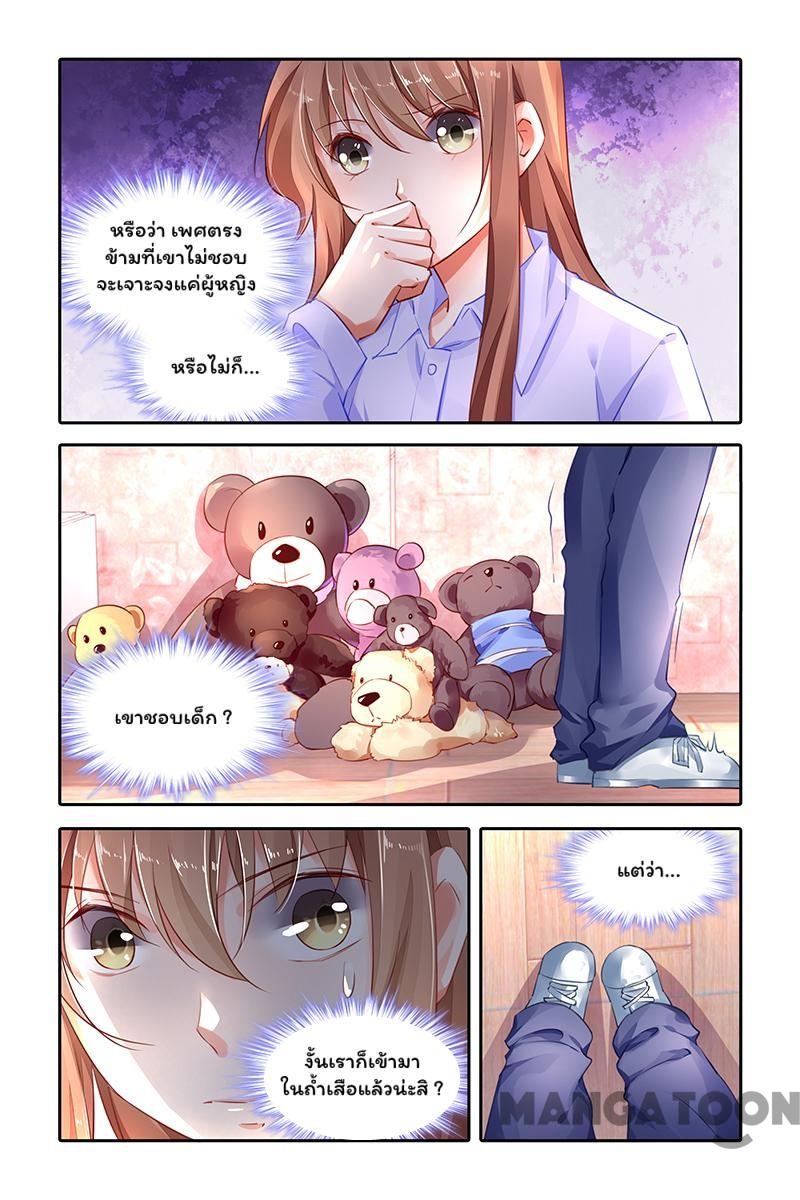 หรือว่า เพศตรง
ข้ามที่เขาไม่ชอบ
จะเจาะจงแค่ผู้หญิง
หรือไม่ก็...
เขาชอบเด็ก ?
งั้นเราก็เข้ามา
ในถ้ำเสือแล้วน่ะสิ ?
แต่ว่า...
MANGATOON